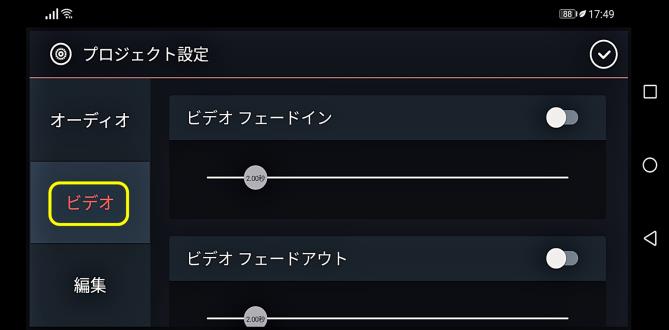 88 17:49
プロジェクト設定
オーディオ
ビデオ フェードイン
2.00秒
ビデオ
ビデオ フェードアウト
編集
2.00秒